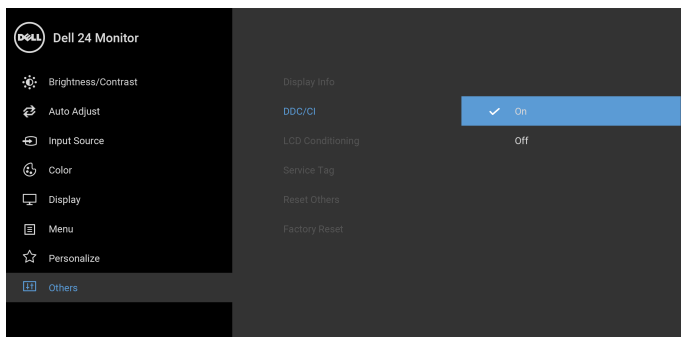 DELL
Dell 24 Monitor
Brightness/Contrast
Auto Adjust
Input Source
Color
Display
Menu
Personalize
Others
Display Info
DDC/CI
LCD Conditioning
Service Tag
Reset Others
Factory Reset
On
Off